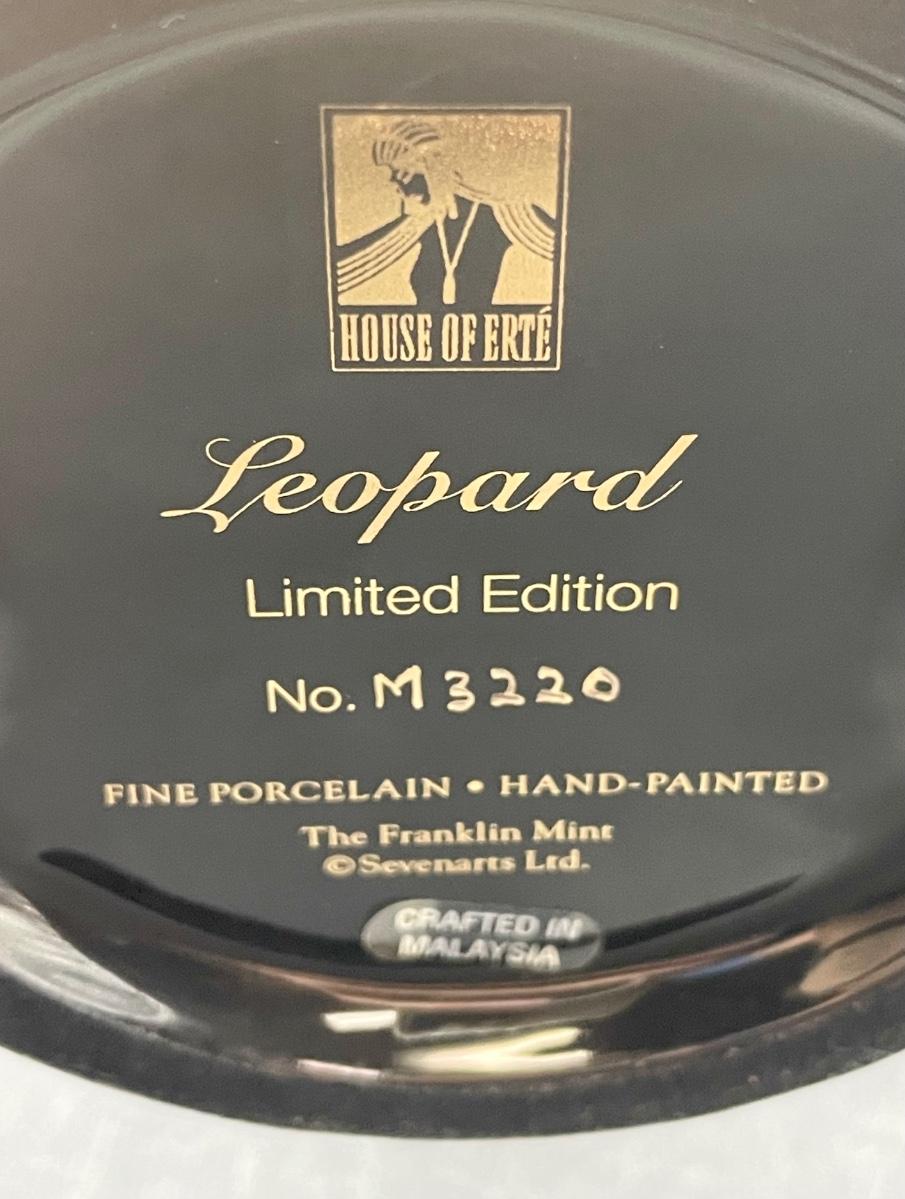 HOUSE OF ERTÉ
Leopard
Limited Edition
No. M3220
FINE PORCELAIN • HAND-PAINTED
The Franklin Mint
©Sevenarts Ltd.
CRAFTED IN
MALAYSIA